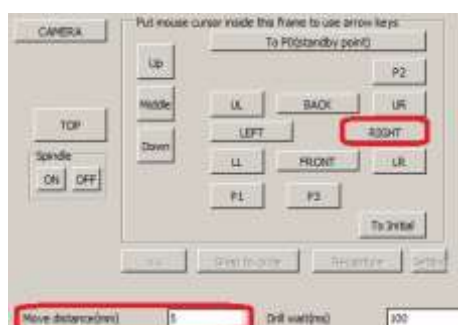 CAMERA
Put mouse cursor inside this frame to use arrow keys
To P0(standby point)
Up
P2
Middle
UL BACK UR
TOP
LEFT RIGHT
Down
Spindle
LL FRONT LR
ON OFF
P1 P3
To Initial
Move distance(mm) 5 Drill wait(ms) 100